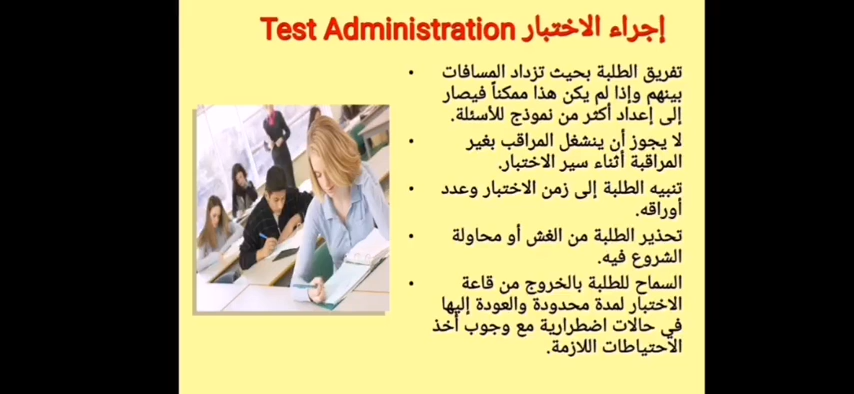 إجراء الاختبار Test Administration
• تفريق الطلبة بحيث تزداد المسافات
بينهم وإذا لم يكن هذا ممكناً فيصار
إلى إعداد أكثر من نموذج للأسئلة.
• لا يجوز أن ينشغل المراقب بغير
المراقبة أثناء سير الاختبار.
• تنبيه الطلبة إلى زمن الاختبار وعدد
أوراقه.
• تحذير الطلبة من الغش أو محاولة
الشروع فيه.
• السماح للطلبة بالخروج من قاعة
الاختبار لمدة محدودة والعودة إليها
في حالات اضطرارية مع وجوب أخذ
الاحتياطات اللازمة.